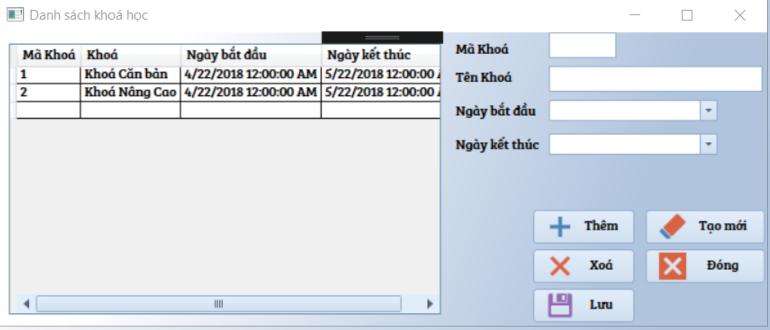 Danh sách khoá học
Mã Khoá Khoá Ngày bắt đầu Ngày kết thúc
1 Khoá Căn bản 4/22/2018 12:00:00 AM 5/22/2018 12:00:00
2 Khoá Nâng Cao 4/22/2018 12:00:00 AM 5/22/2018 12:00:00
Mã Khoá
Tên Khoá
Ngày bắt đầu
Ngày kết thúc
Thêm Tạo mới
Xoá Đóng
Lưu